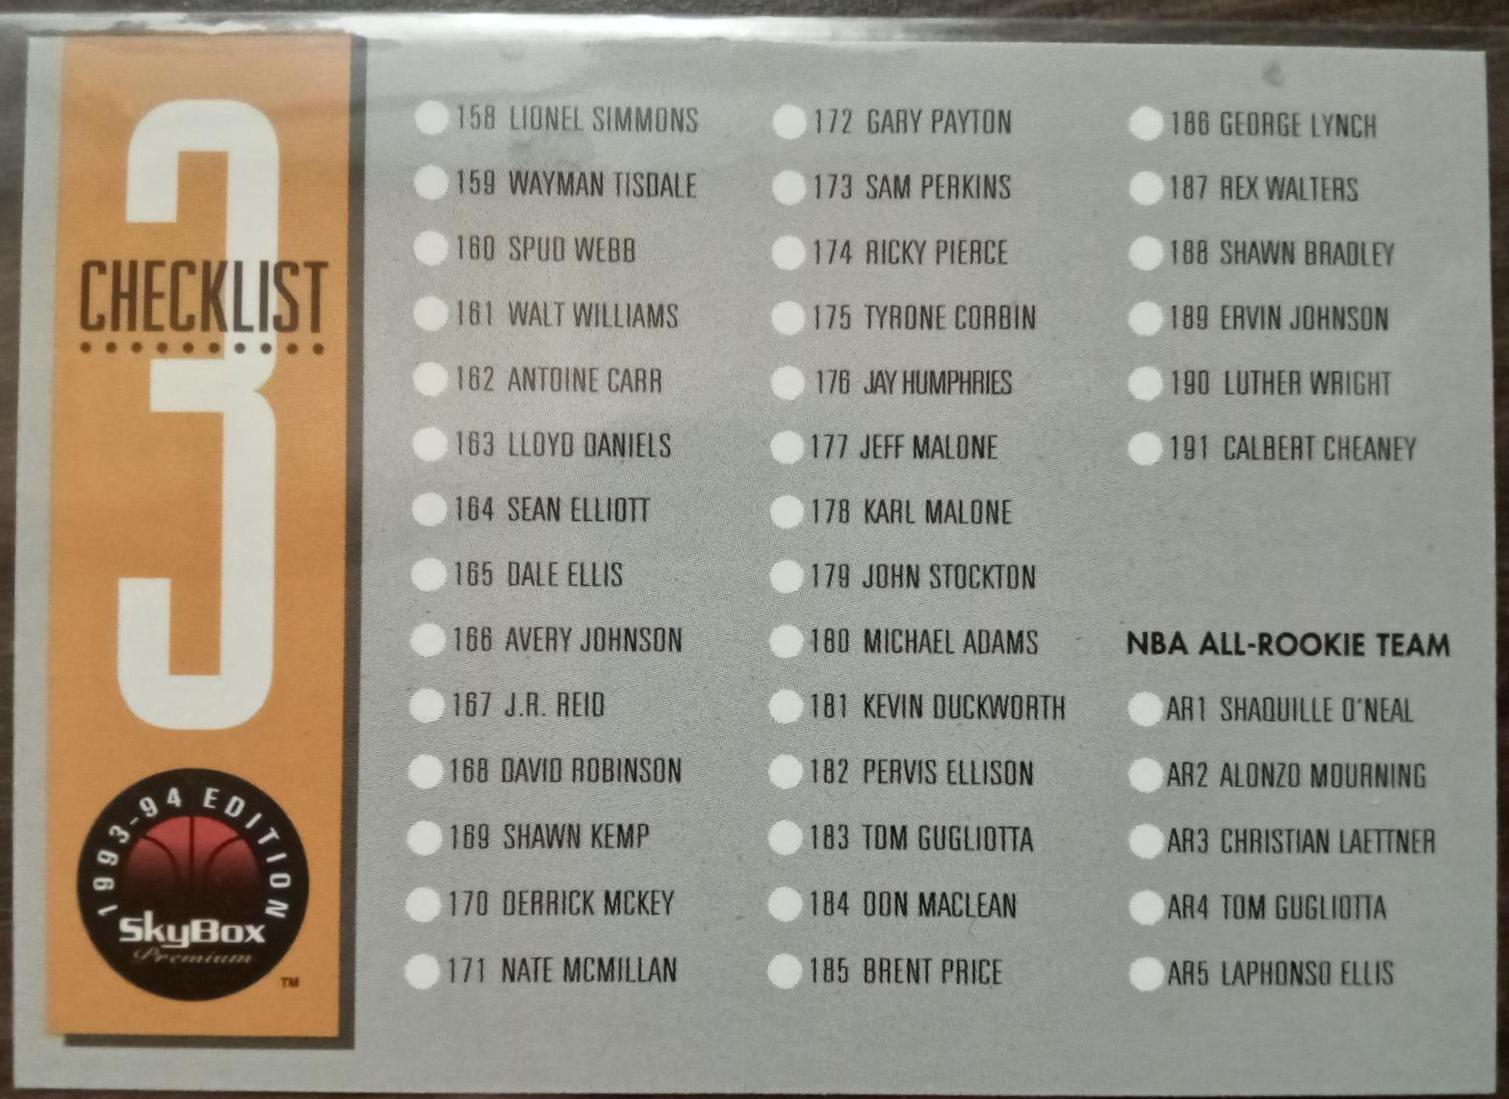 3
CHECKLIST
1993-94 EDITION
SkyBox
Premium
TM
158 LIONEL SIMMONS
159 WAYMAN TISDALE
160 SPUD WEBB
161 WALT WILLIAMS
162 ANTOINE CARR
163 LLOYD DANIELS
164 SEAN ELLIOTT
165 DALE ELLIS
166 AVERY JOHNSON
167 J.R. REID
168 DAVID ROBINSON
169 SHAWN KEMP
170 DERRICK MCKEY
171 NATE MCMILLAN
172 GARY PAYTON
173 SAM PERKINS
174 RICKY PIERCE
175 TYRONE CORBIN
176 JAY HUMPHRIES
177 JEFF MALONE
178 KARL MALONE
179 JOHN STOCKTON
180 MICHAEL ADAMS
181 KEVIN DUCKWORTH
182 PERVIS ELLISON
183 TOM GUGLIOTTA
184 DON MACLEAN
185 BRENT PRICE
186 GEORGE LYNCH
187 REX WALTERS
188 SHAWN BRADLEY
189 ERVIN JOHNSON
190 LUTHER WRIGHT
191 CALBERT CHEANEY
NBA ALL-ROOKIE TEAM
AR1 SHAQUILLE O'NEAL
AR2 ALONZO MOURNING
AR3 CHRISTIAN LAETTNER
AR4 TOM GUGLIOTTA
AR5 LAPHONSO ELLIS